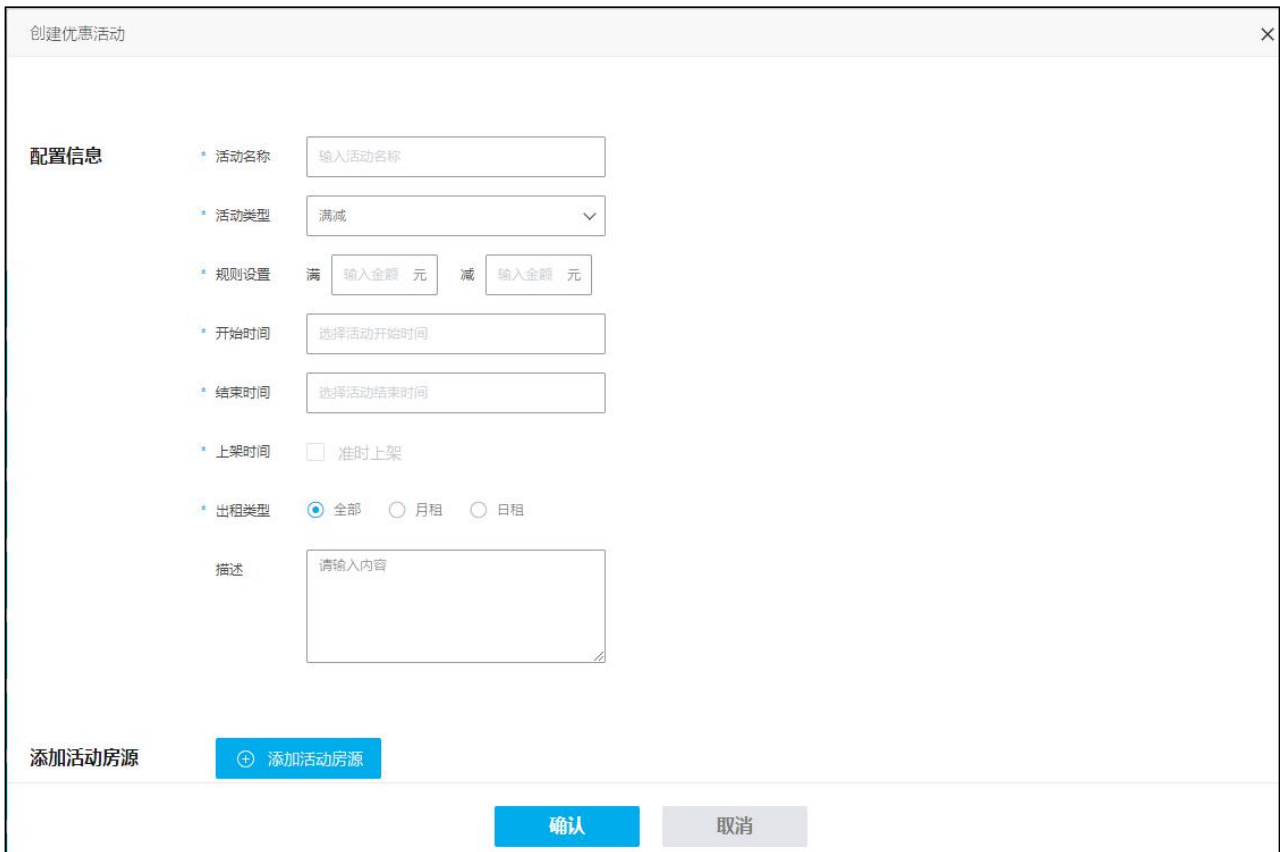 创建优惠活动
配置信息
* 活动名称 输入活动名称
* 活动类型 满减
* 规则设置 满 输入金额 元 减 输入金额 元
* 开始时间 选择活动开始时间
* 结束时间 选择活动结束时间
* 上架时间 准时上架
* 出租类型 全部 月租 日租
描述 请输入内容
添加活动房源 添加活动房源
确认 取消